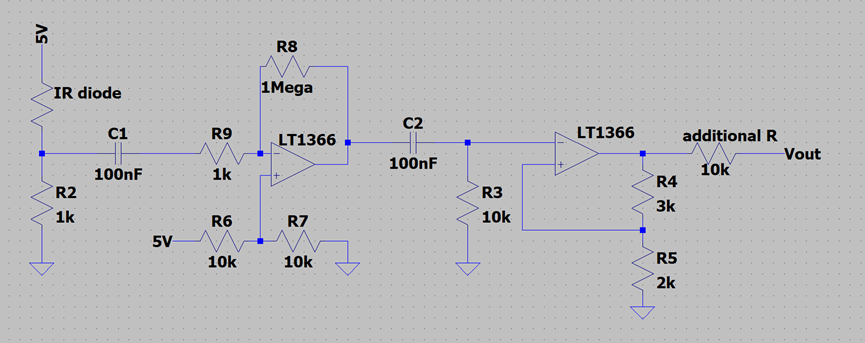 5V
IR diode
R2
1k
C1
100nF
R9
1k
R8
1Mega
LT1366
5V
R6
10k
R7
10k
C2
100nF
R3
10k
LT1366
additional R
10k
Vout
R4
3k
R5
2k